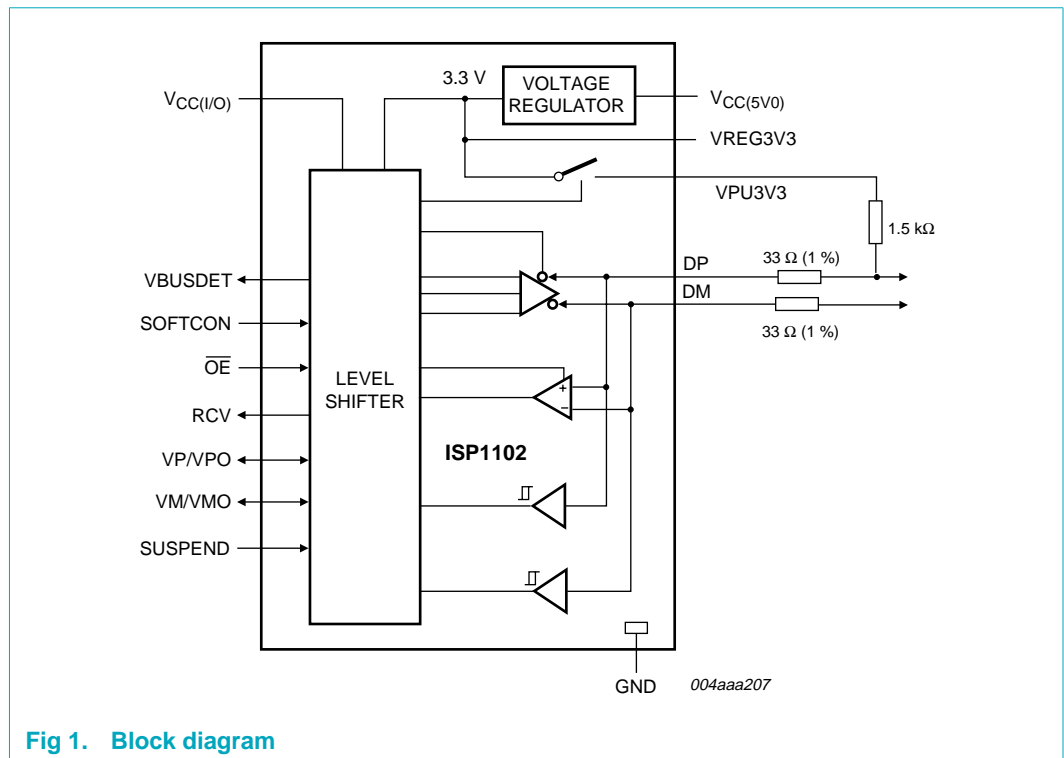 3.3 V
VOLTAGE
REGULATOR
VCC(I/O)
VCC(5V0)
VREG3V3
VPU3V3
1.5 kΩ
33 Ω (1 %)
DP
DM
33 Ω (1 %)
VBUSDET
SOFTCON
OE
RCV
VP/VPO
VM/VMO
SUSPEND
LEVEL
SHIFTER
+
−
ISP1102
GND
004aaa207
Fig 1. Block diagram